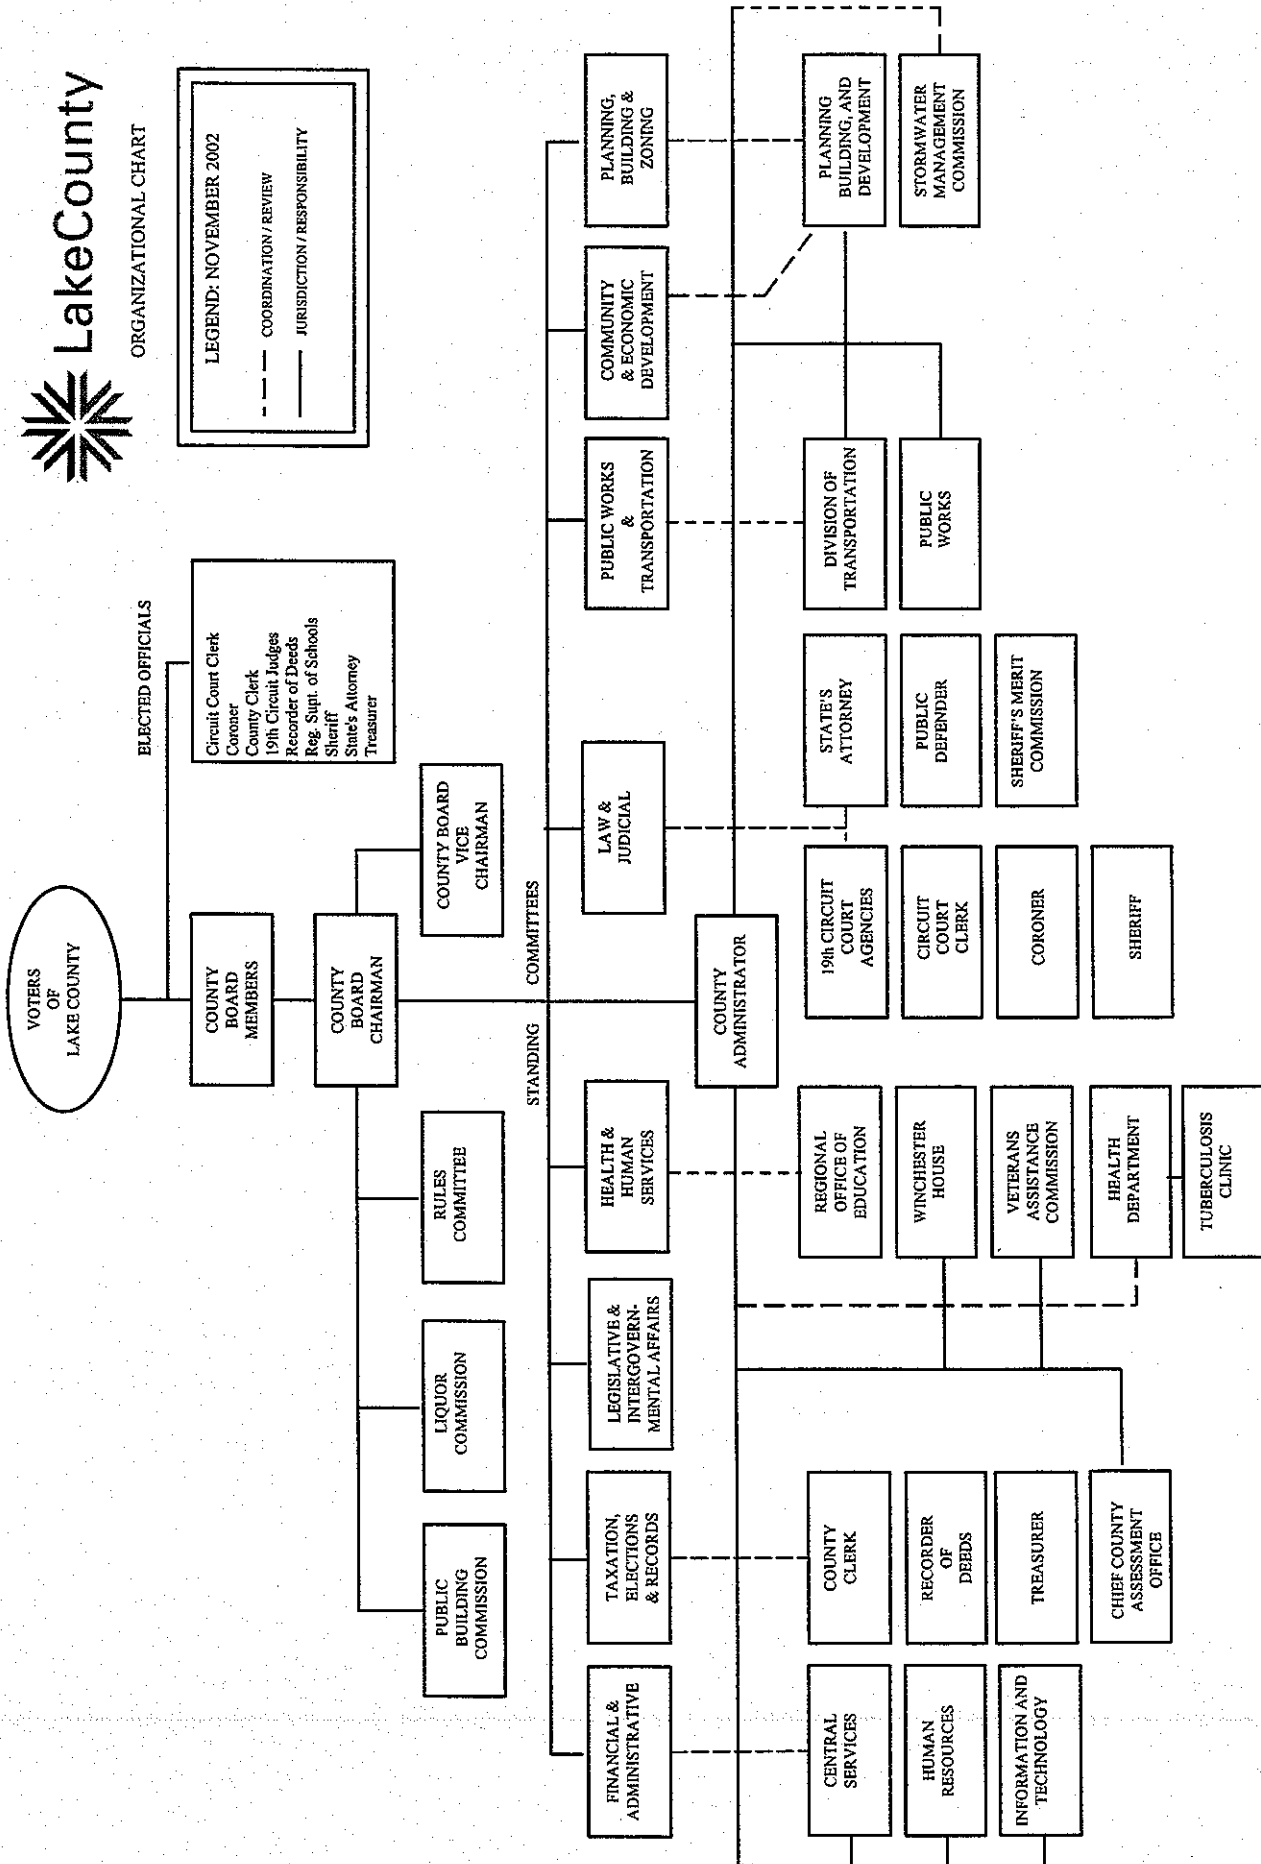 LakeCounty
ORGANIZATIONAL CHART
LEGEND: NOVEMBER 2002
COORDINATION / REVIEW
JURISDICTION / RESPONSIBILITY
VOTERS
OF
LAKE COUNTY
ELECTED OFFICIALS
Circuit Court Clerk
Coroner
County Clerk
19th Circuit Judges
Recorder of Deeds
Reg. Supt. of Schools
Sheriff
State's Attorney
Treasurer
COUNTY
BOARD
MEMBERS
COUNTY
BOARD
CHAIRMAN
PUBLIC
BUILDING
COMMISSION
LIQUOR
COMMISSION
RULES
COMMITTEE
COUNTY BOARD
VICE
CHAIRMAN
STANDING COMMITTEES
FINANCIAL &
ADMINISTRATIVE
TAXATION,
ELECTIONS
& RECORDS
LEGISLATIVE &
INTERGOVERN-
MENTAL AFFAIRS
HEALTH &
HUMAN
SERVICES
LAW &
JUDICIAL
PUBLIC WORKS
&
TRANSPORTATION
COMMUNITY
& ECONOMIC
DEVELOPMENT
PLANNING,
BUILDING &
ZONING
COUNTY
ADMINISTRATOR
CENTRAL
SERVICES
HUMAN
RESOURCES
INFORMATION AND
TECHNOLOGY
COUNTY
CLERK
RECORDER
OF
DEEDS
TREASURER
CHIEF COUNTY
ASSESSMENT
OFFICE
REGIONAL
OFFICE OF
EDUCATION
WINCHESTER
HOUSE
VETERANS
ASSISTANCE
COMMISSION
HEALTH
DEPARTMENT
TUBERCULOSIS
CLINIC
19th CIRCUIT
COURT
AGENCIES
CIRCUIT
COURT
CLERK
CORONER
SHERIFF
STATE'S
ATTORNEY
PUBLIC
DEFENDER
SHERIFF'S MERIT
COMMISSION
DIVISION OF
TRANSPORTATION
PUBLIC
WORKS
PLANNING
BUILDING, AND
DEVELOPMENT
STORMWATER
MANAGEMENT
COMMISSION